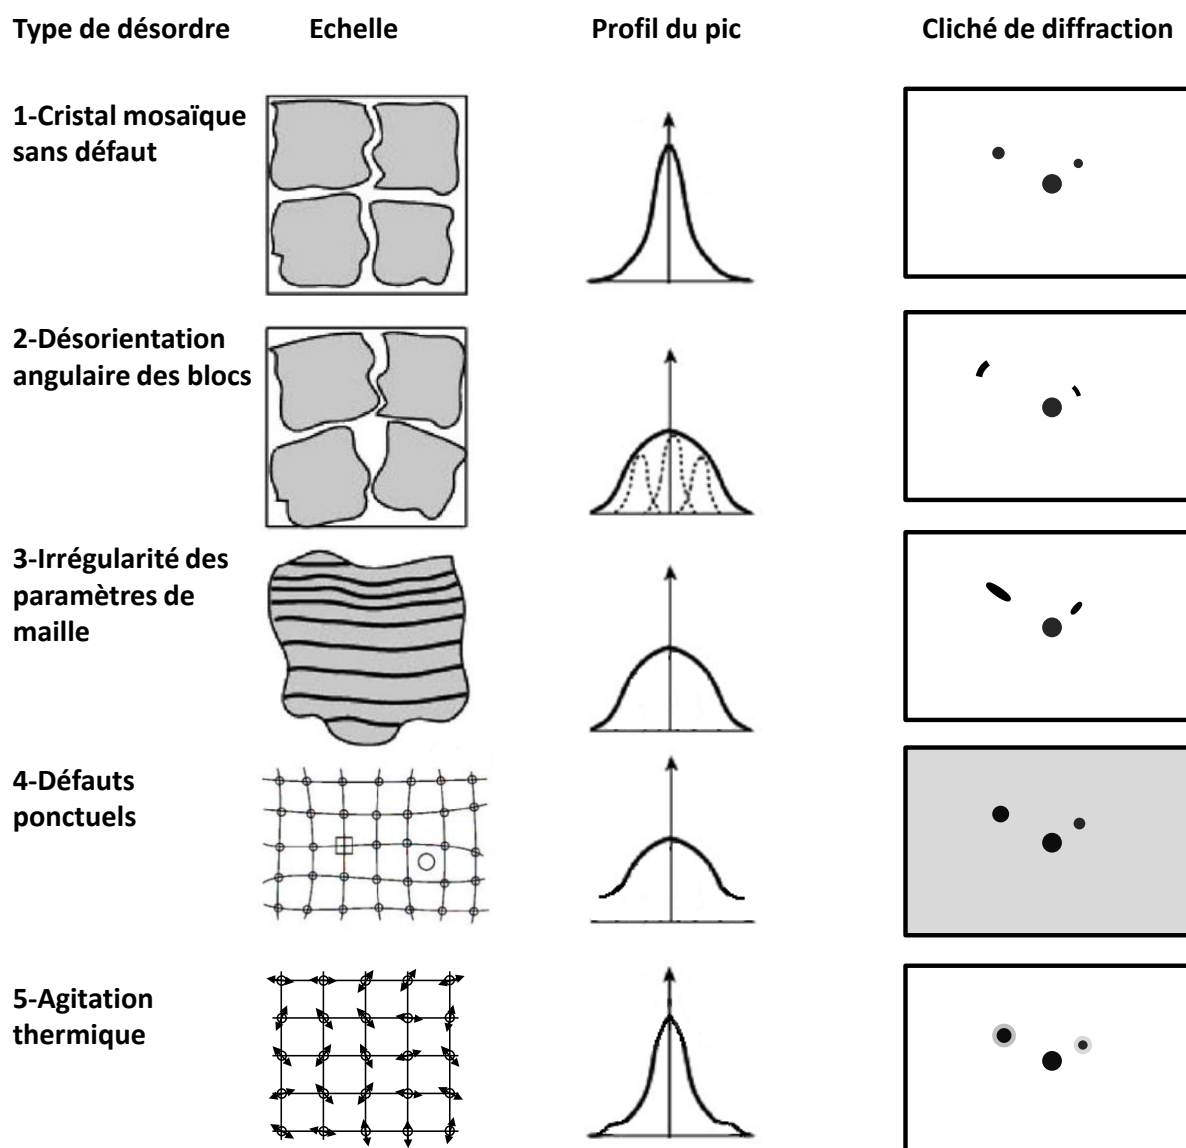 Type de désordre Echelle Profil du pic Cliché de diffraction
1-Cristal mosaïque
sans défaut
2-Désorientation
angulaire des blocs
3-Irrégularité des
paramètres de
maille
4-Défauts
ponctuels
5-Agitation
thermique